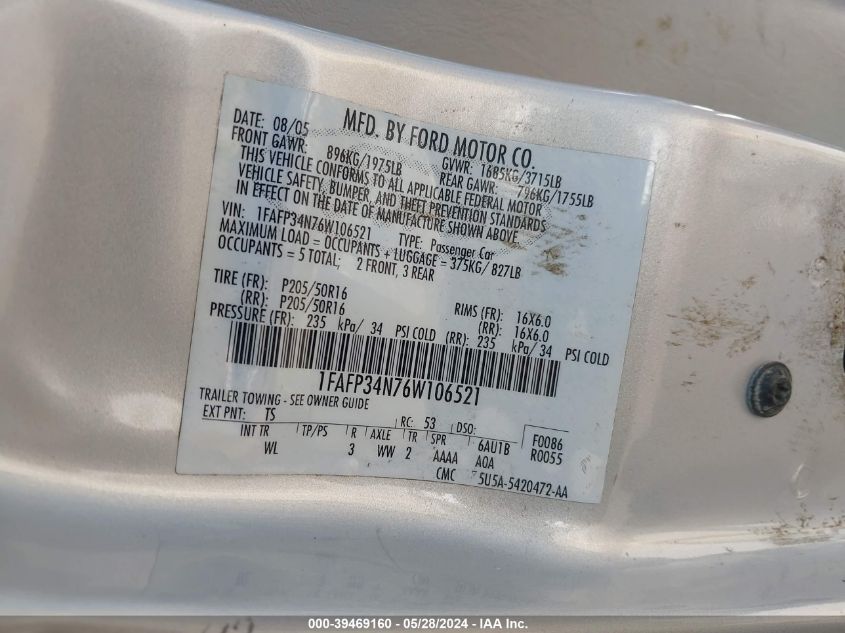 MFD. BY FORD MOTOR CO.
DATE: 08/05 GVWR: 1685KG/3715LB
FRONT GAWR: 896KG/1975LB REAR GAWR: 796KG/1755LB
THIS VEHICLE CONFORMS TO ALL APPLICABLE FEDERAL MOTOR
VEHICLE SAFETY, BUMPER, AND THEFT PREVENTION STANDARDS
IN EFFECT ON THE DATE OF MANUFACTURE SHOWN ABOVE.
VIN: 1FAFP34N76W106521 TYPE: Passenger Car
MAXIMUM LOAD = OCCUPANTS + LUGGAGE = 375KG/ 827LB
OCCUPANTS = 5 TOTAL; 2 FRONT, 3 REAR
TIRE (FR): P205/50R16 RIMS (FR): 16X6.0
(RR): P205/50R16 (RR): 16X6.0
PRESSURE (FR): 235 kPa/ 34 PSI COLD (RR): 235 kPa/ 34 PSI COLD
1FAFP34N76W106521
TRAILER TOWING - SEE OWNER GUIDE
EXT PNT: TS RC: 53 DSO: F0086
INT TR TP/PS R AXLE TR SPR 6AU1B R0055
WL 3 WW 2 AAAA AOA
CMC 5U5A-5420472-AA
000-39469160 - 05/28/2024 - IAA Inc.